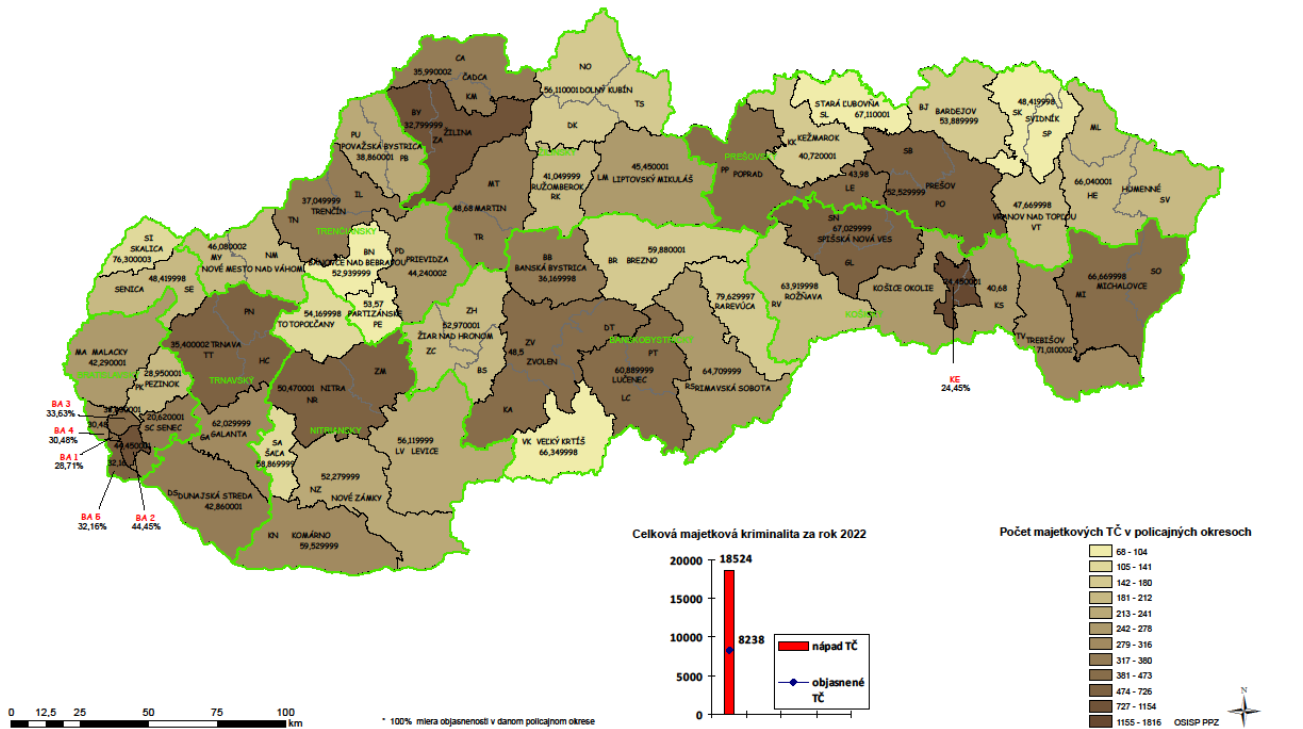 CA
35,990002
ČADCA
KM
BY
32,799999
ZA
ŽILINA
NO
56,110001 DOLNÝ KUBÍN
TS
DK
PU
POVAŽSKÁ BYSTRICA
38,860001
PB
IL
37,049999
TRENČÍN
TN
TRENČIANSKY
MT
48,68 MARTIN
TR
41,049999
RUŽOMBEROK
RK
45,450001
LM LIPTOVSKÝ MIKULÁŠ
PREŠOVSKÝ
PP POPRAD
STARÁ ĽUBOVŇA
SL
67,110001
KK KEŽMAROK
40,720001
BJ
BARDEJOV
53,889999
48,419998
SK
SVIDNÍK
SP
ML
66,040001
HUMENNÉ
HE
SV
SB
43,98
LE
52,529999
PREŠOV
PO
47,669998
VRANOV NAD TOPĽOU
VT
SI
SKALICA
76,300003
48,419998
SENICA
SE
46,080002
MY
NM
NOVÉ MESTO NAD VÁHOM
BN
BÁNOVCE NAD BEBRAVOU
52,939999
PD
PRIEVIDZA
44,240002
53,57
PARTIZÁNSKE
PE
54,169998
TO TOPOĽČANY
BB
BANSKÁ BYSTRICA
36,169998
59,880001
BR BREZNO
79,629997
RA REVÚCA
63,919998
ROŽŇAVA
RV
SN
67,029999
SPIŠSKÁ NOVÁ VES
GL
KOŠICE OKOLIE
24,450001
40,68
KS
SO
66,669998
MICHALOVCE
MI
TV
TREBIŠOV
71,010002
KE
24,45%
MA MALACKY
42,290001
28,950001
PEZINOK
PK
PN
35,400002 TRNAVA
TT
HC
TRNAVSKÝ
20,620001
SC SENEC
62,029999
GALANTA
GA
50,470001 NITRA
NR
ZM
NITRIANSKY
ZH
52,970001
ŽIAR NAD HRONOM
ZC
BS
ZV
48,5
ZVOLEN
KA
DT
BANSKOBYSTRICKÝ
PT
60,889999
LUČENEC
LC
64,709999
RS RIMAVSKÁ SOBOTA
VK VEĽKÝ KRTÍŠ
66,349998
SA
ŠAĽA
58,869999
52,279999
NZ NOVÉ ZÁMKY
56,119999
LV LEVICE
DS DUNAJSKÁ STREDA
42,860001
KN KOMÁRNO
59,529999
30,48
44,450001
32,16
BA 3
33,63%
BA 4
30,48%
BA 1
28,71%
BA 5
32,16%
BA 2
44,45%
Celková majetková kriminalita za rok 2022
20000
15000
10000
5000
0
18524
8238
nápad TČ
objasnené
TČ
Počet majetkových TČ v policajných okresoch
68 - 104
105 - 141
142 - 180
181 - 212
213 - 241
242 - 278
279 - 316
317 - 380
381 - 473
474 - 726
727 - 1154
1155 - 1816
OSISP PPZ
N
0 12,5 25 50 75 100
km
* 100% miera objasnenosti v danom policajnom okrese